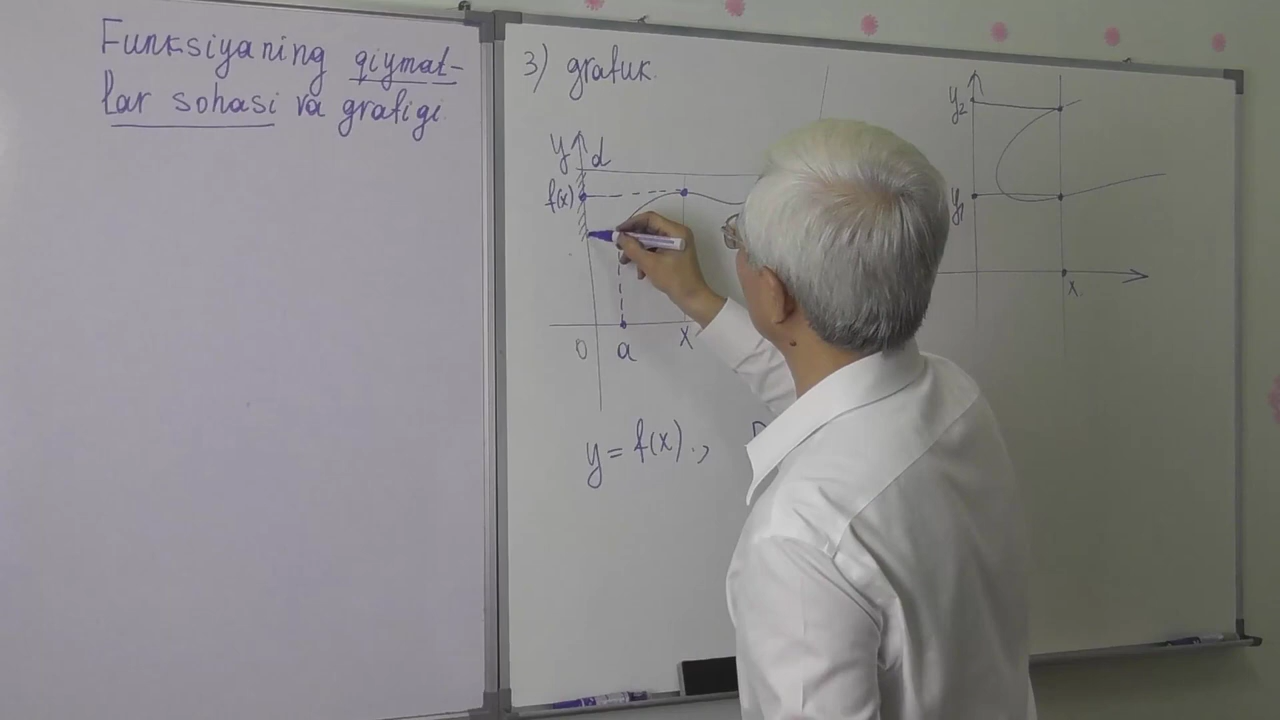 Funksiyaning qiymat-
lar sohasi va grafigi.
3) grafik.
y
d
f(x)
0
a
x
y = f(x).,
y2
y1
x